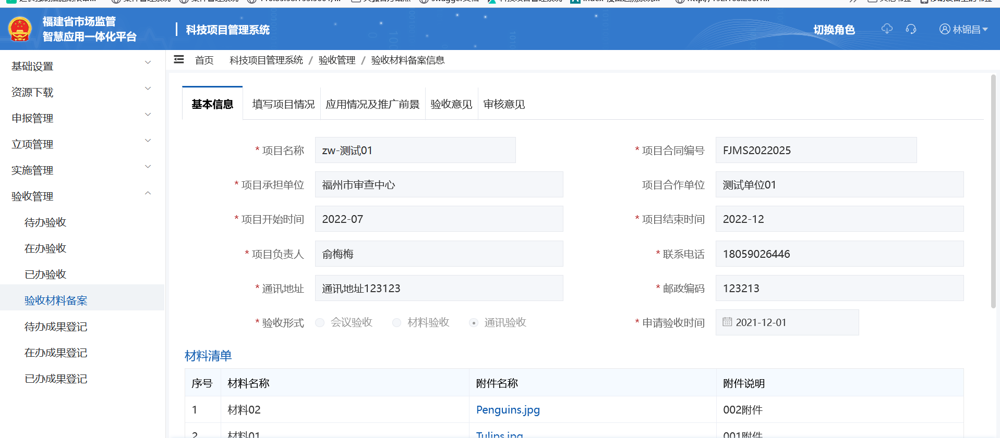 福建省市场监管
智慧应用一体化平台
科技项目管理系统
切换角色
林锦昌
基础设置
资源下载
申报管理
立项管理
实施管理
验收管理
待办验收
在办验收
已办验收
验收材料备案
待办成果登记
在办成果登记
已办成果登记
首页 科技项目管理系统 / 验收管理 / 验收材料备案信息
基本信息 填写项目情况 应用情况及推广前景 验收意见 审核意见
* 项目名称 zw-测试01 * 项目合同编号 FJMS2022025
* 项目承担单位 福州市审查中心 项目合作单位 测试单位01
* 项目开始时间 2022-07 * 项目结束时间 2022-12
* 项目负责人 俞梅梅 * 联系电话 18059026446
* 通讯地址 通讯地址123123 * 邮政编码 123213
* 验收形式 会议验收 材料验收 通讯验收 * 申请验收时间 2021-12-01
材料清单
序号 材料名称 附件名称 附件说明
1 材料02 Penguins.jpg 002附件
2 材料01 Tulips.jpg 001附件